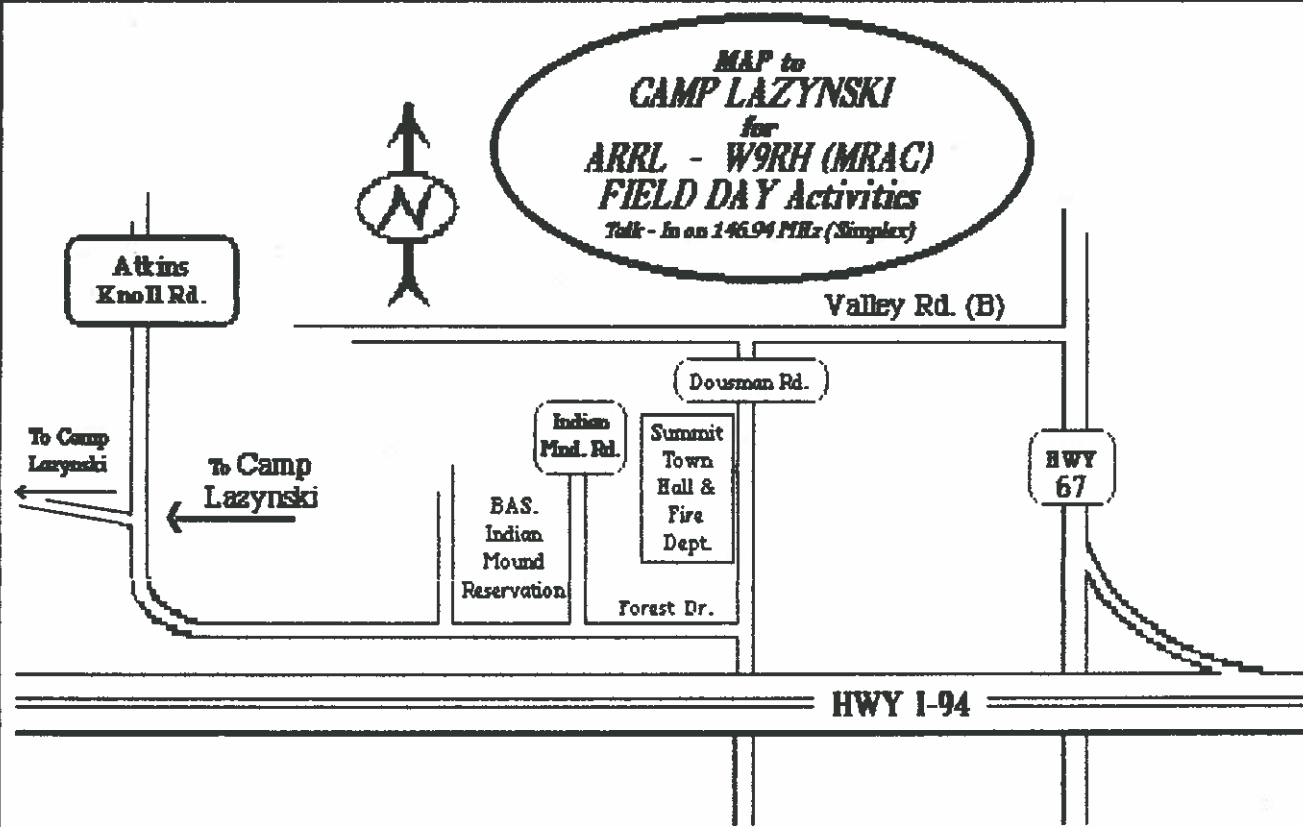 MAP to
CAMP LAZYNSKI
for
ARRL - W9RH (MRAC)
FIELD DAY Activities
Talk - In on 146.94 MHz (Simplex)
N
Atkins
Knoll Rd.
Valley Rd. (B)
Dousman Rd.
Indian
Mnd. Rd.
Summit
Town
Hall &
Fire
Dept.
HWY
67
To Camp
Lazynski
To Camp
Lazynski
BAS.
Indian
Mound
Reservation
Forest Dr.
HWY I-94